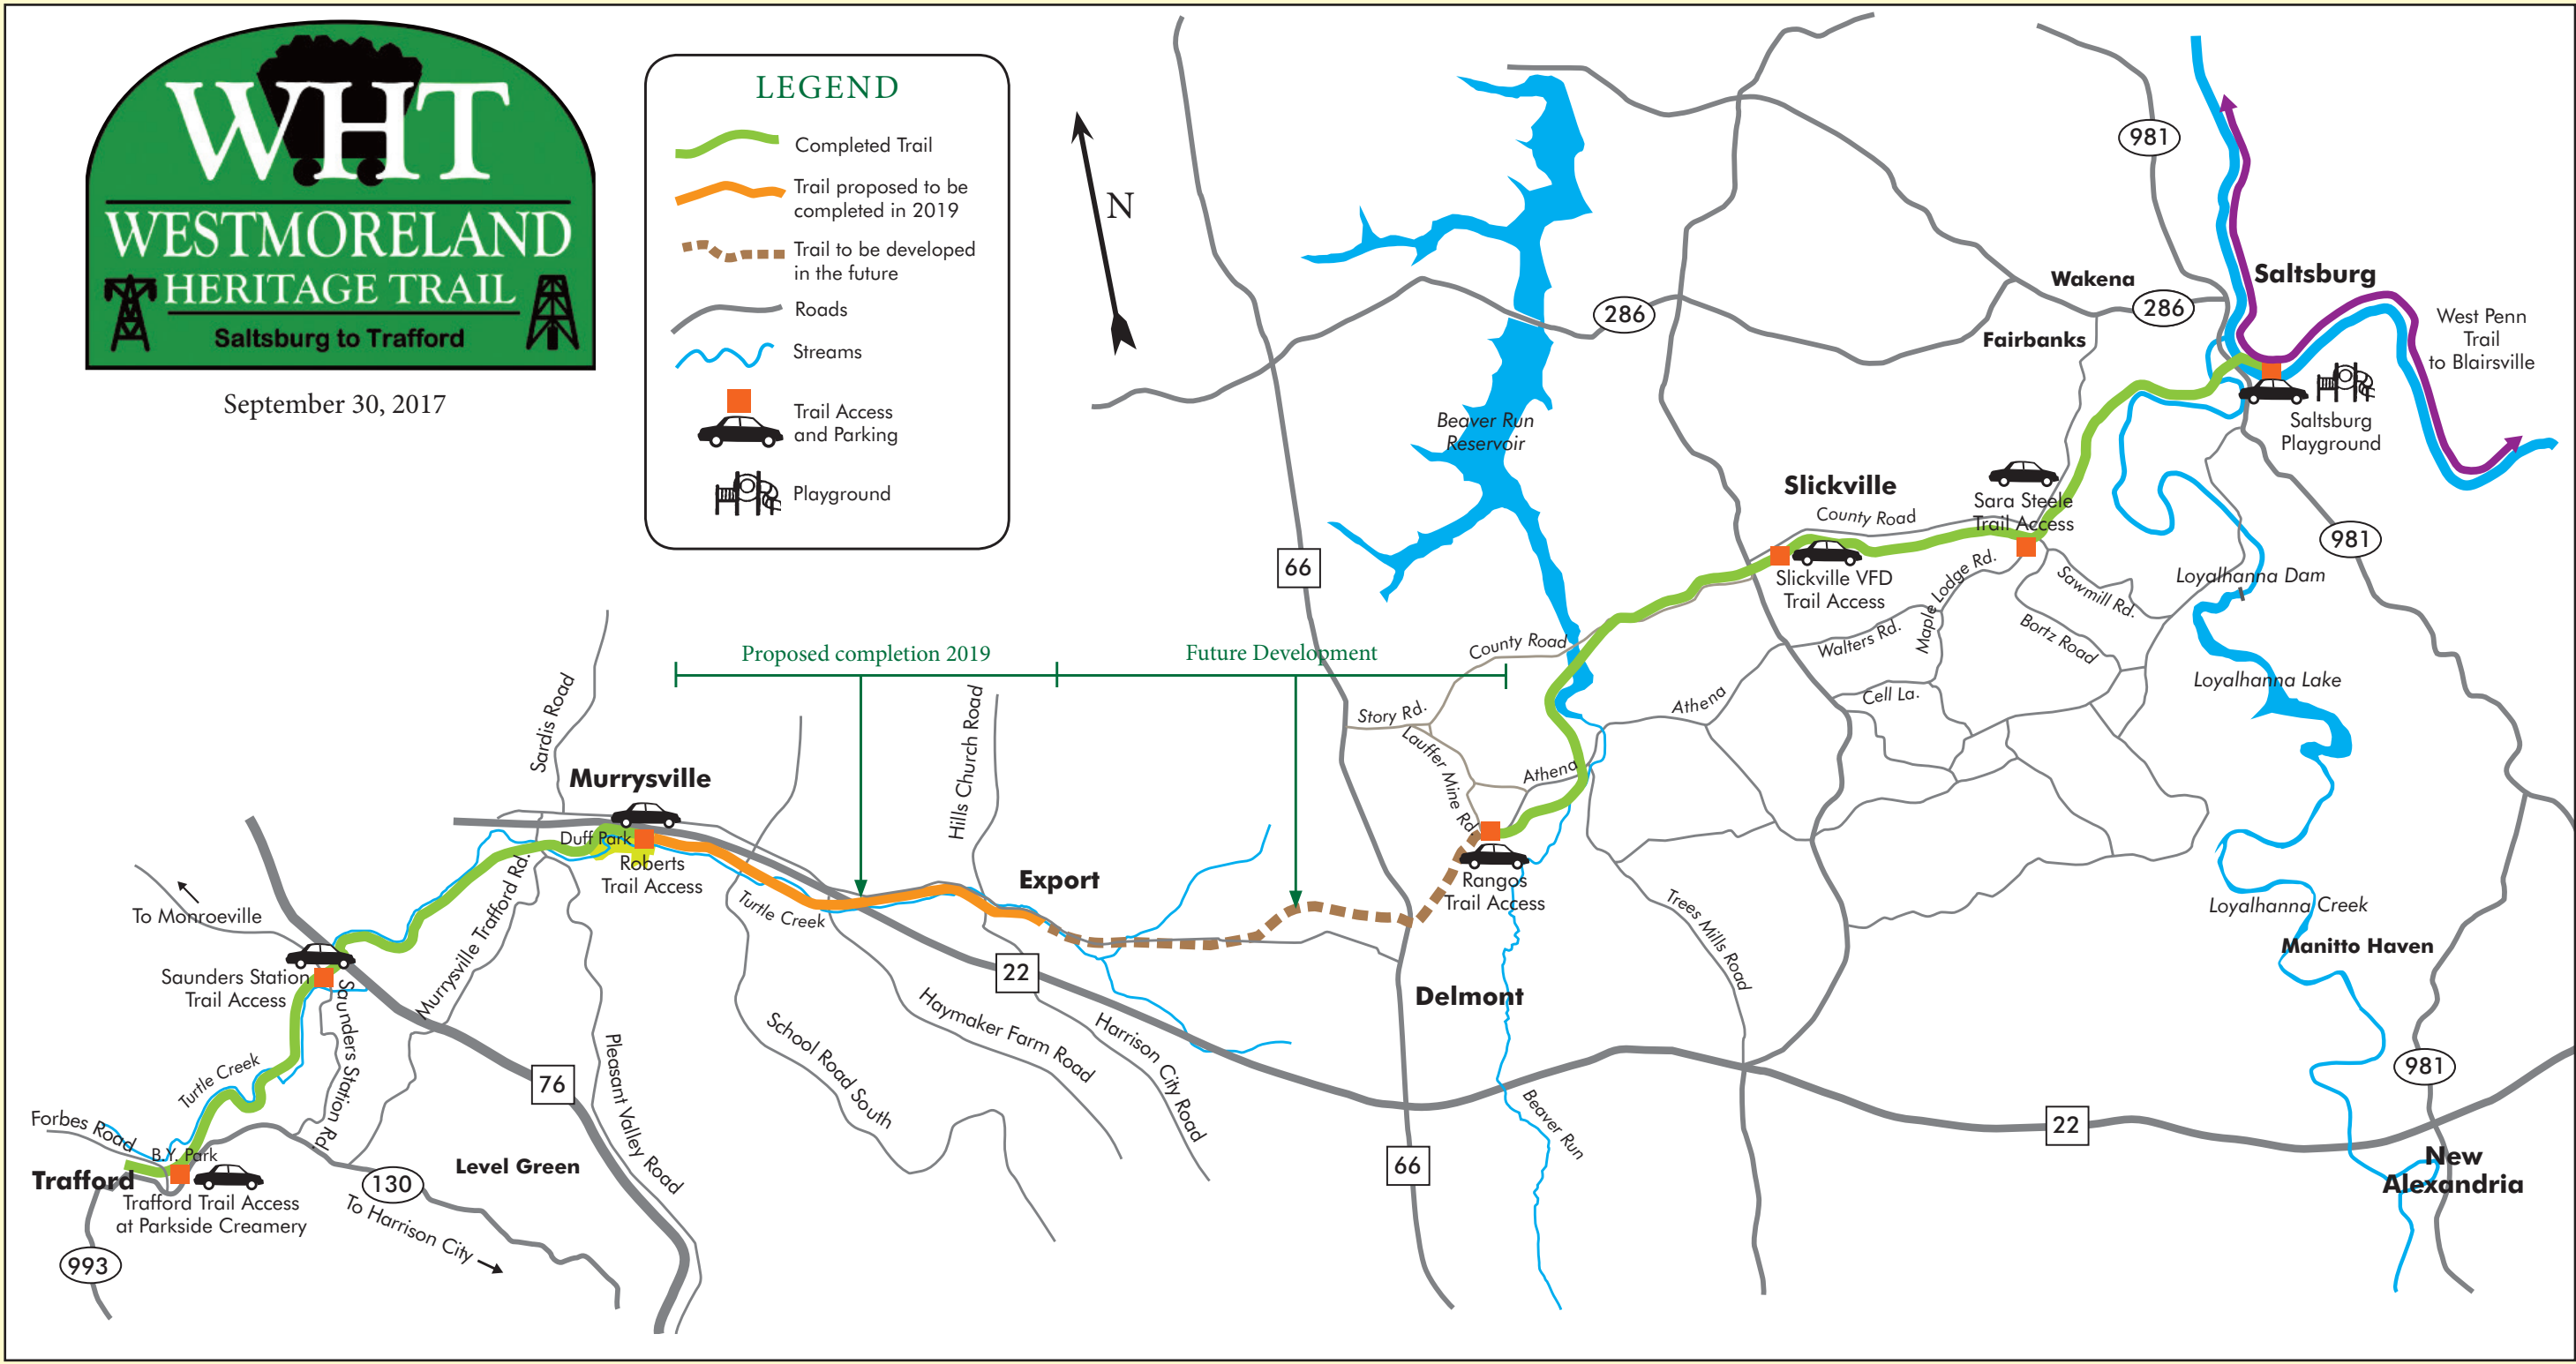 WHT
WESTMORELAND
HERITAGE TRAIL
Saltsburg to Trafford
September 30, 2017
LEGEND
Completed Trail
Trail proposed to be
completed in 2019
Trail to be developed
in the future
Roads
Streams
Trail Access
and Parking
Playground
N
981
Saltsburg
Wakena
286
286
Fairbanks
West Penn
Trail
to Blairsville
Saltsburg
Playground
Beaver Run
Reservoir
Slickville
County Road
Sara Steele
Trail Access
981
66
Slickville VFD
Trail Access
Maple Lodge Rd.
Sawmill Rd.
Loyalhanna Dam
Walters Rd.
Bortz Road
County Road
Proposed completion 2019
Future Development
Loyalhanna Lake
Cell La.
Athena
Story Rd.
Lauffer Mine Rd.
Athena
Sardis Road
Hills Church Road
Murrysville
Duff Park
Roberts
Trail Access
Export
Turtle Creek
Rangos
Trail Access
Trees Mills Road
Loyalhanna Creek
Manitto Haven
To Monroeville
Murrysville Trafford Rd.
Saunders Station
Trail Access
Saunders Station Rd.
22
Delmont
Haymaker Farm Road
Harrison City Road
School Road South
Pleasant Valley Road
Turtle Creek
76
981
Beaver Run
22
Forbes Road
B.Y. Park
Trafford
Trafford Trail Access
at Parkside Creamery
130
Level Green
To Harrison City
66
New
Alexandria
993